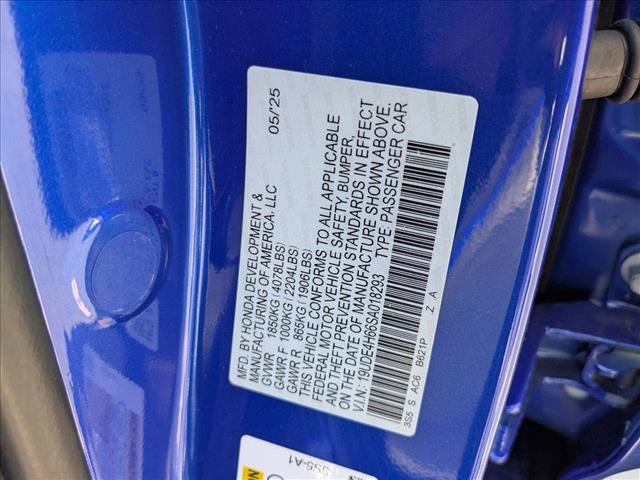 05/25
MFD. BY HONDA DEVELOPMENT &
MANUFACTURING OF AMERICA, LLC
GVWR 1850KG (4078LBS)
GAWR F 1000KG (2204LBS)
GAWR R 865KG (1906LBS)
THIS VEHICLE CONFORMS TO ALL APPLICABLE
FEDERAL MOTOR VEHICLE SAFETY, BUMPER,
AND THEFT PREVENTION STANDARDS IN EFFECT
ON THE DATE OF MANUFACTURE SHOWN ABOVE.
V.I.N.: 19UDE4H66SA018293 TYPE: PASSENGER CAR
3S5 S AC6 B621P Z A